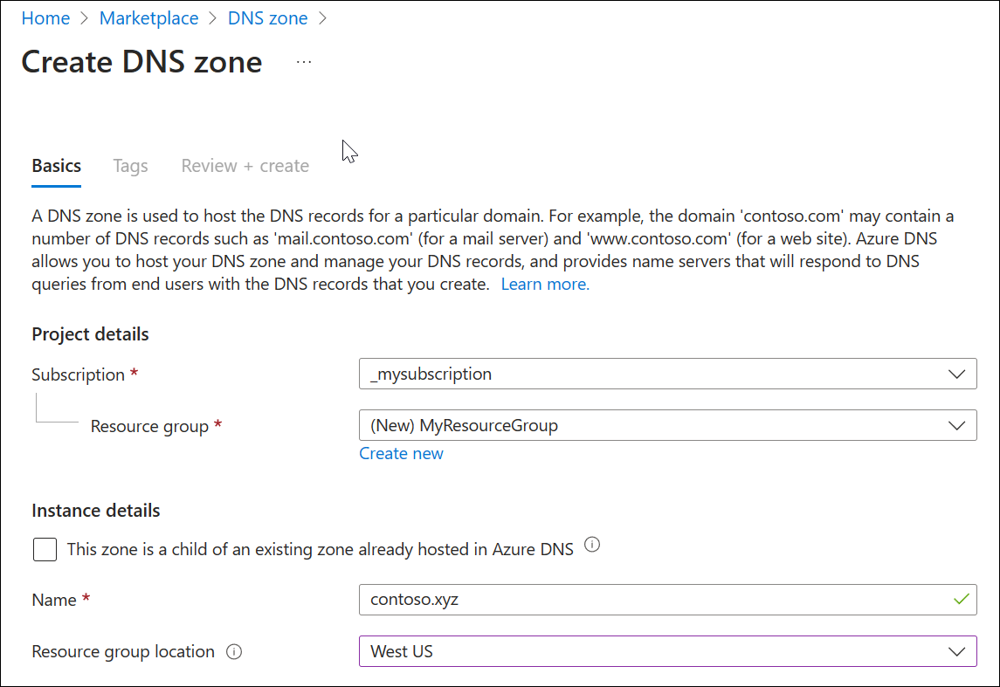 Home > Marketplace > DNS zone >
Create DNS zone ...
Basics Tags Review + create
A DNS zone is used to host the DNS records for a particular domain. For example, the domain 'contoso.com' may contain a
number of DNS records such as 'mail.contoso.com' (for a mail server) and 'www.contoso.com' (for a web site). Azure DNS
allows you to host your DNS zone and manage your DNS records, and provides name servers that will respond to DNS
queries from end users with the DNS records that you create. Learn more.
Project details
Subscription * _mysubscription
Resource group * (New) MyResourceGroup
Create new
Instance details
This zone is a child of an existing zone already hosted in Azure DNS
Name * contoso.xyz
Resource group location West US